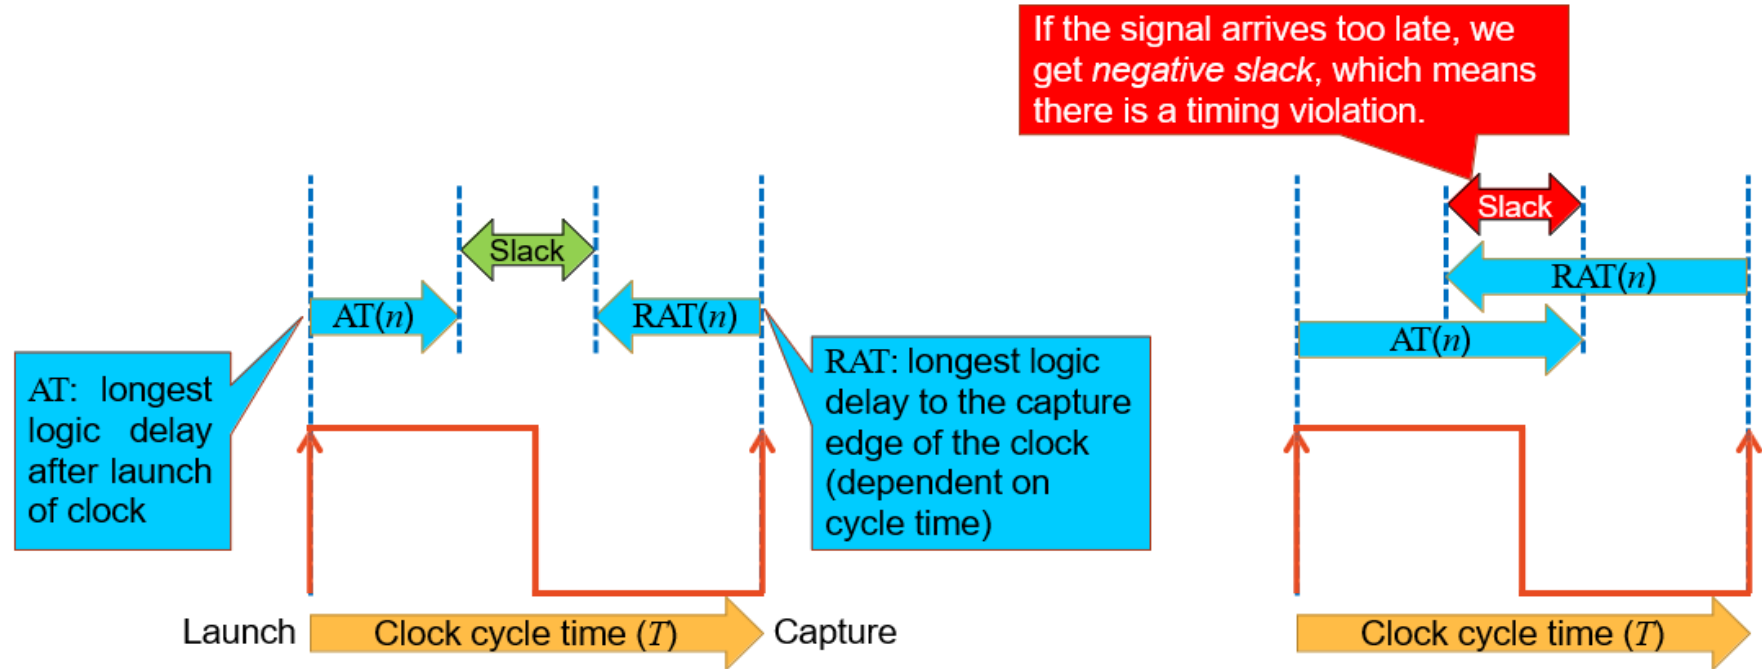 If the signal arrives too late, we
get negative slack, which means
there is a timing violation.
Slack
AT(n)
RAT(n)
AT: longest
logic delay
after launch
of clock
RAT: longest logic
delay to the capture
edge of the clock
(dependent on
cycle time)
Launch
Clock cycle time (T)
Capture
Slack
RAT(n)
AT(n)
Clock cycle time (T)